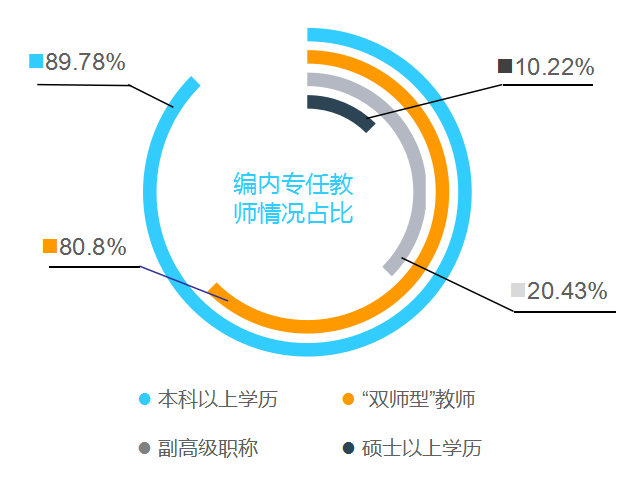 89.78%
10.22%
编内专任教
师情况占比
80.8%
20.43%
本科以上学历
“双师型”教师
副高级职称
硕士以上学历